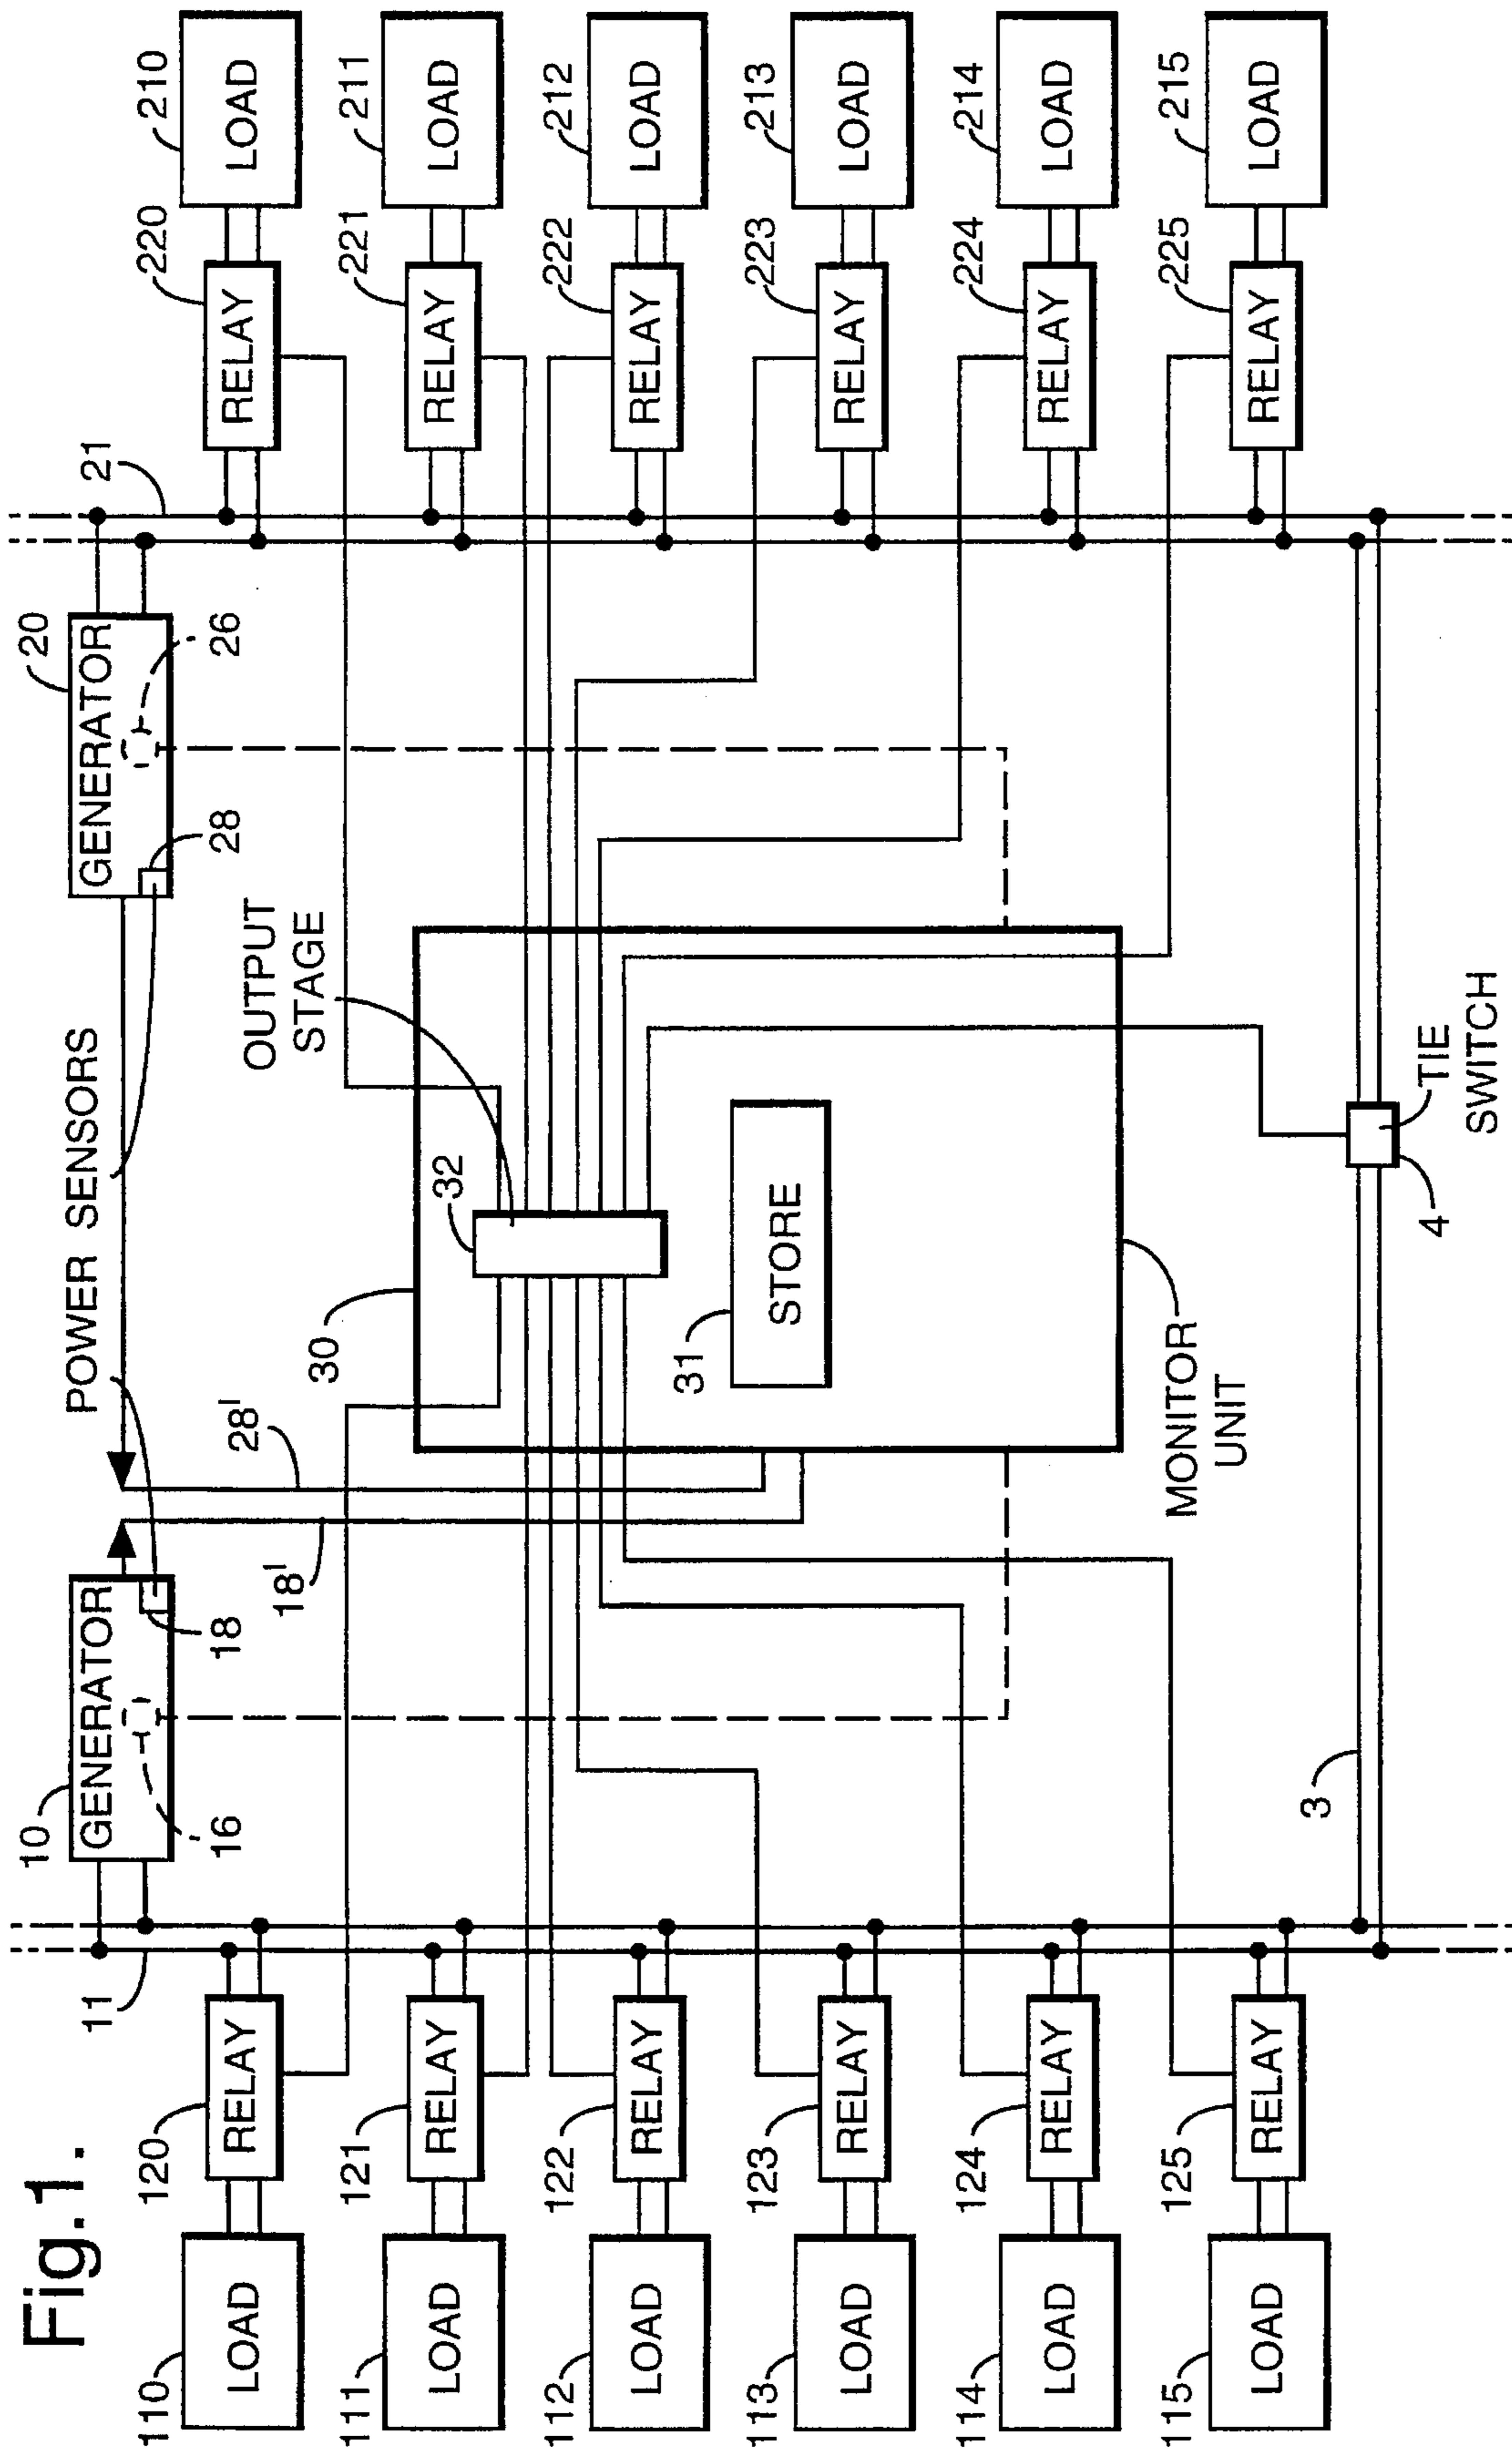 Fig.1.
10
GENERATOR
16
18
18'
POWER SENSORS
28'
20
GENERATOR
28
26
11
21
110
LOAD
120
RELAY
30
32
OUTPUT
STAGE
220
RELAY
210
LOAD
111
LOAD
121
RELAY
221
RELAY
211
LOAD
112
LOAD
122
RELAY
222
RELAY
212
LOAD
113
LOAD
123
RELAY
31
STORE
223
RELAY
213
LOAD
114
LOAD
124
RELAY
224
RELAY
214
LOAD
115
LOAD
125
RELAY
MONITOR
UNIT
225
RELAY
215
LOAD
3
4
TIE
SWITCH